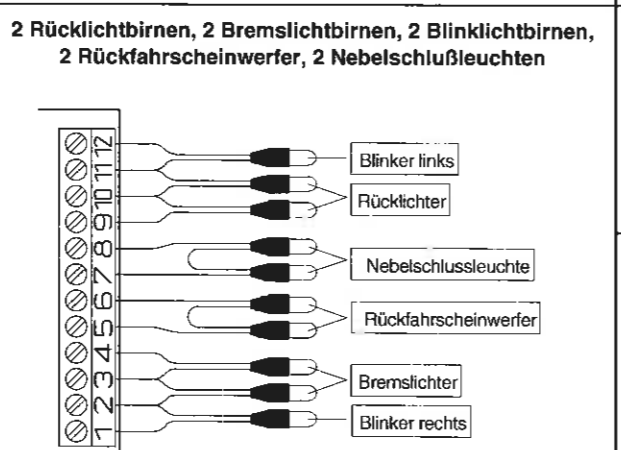 2 Rücklichtbirnen, 2 Bremslichtbirnen, 2 Blinklichtbirnen,
2 Rückfahrscheinwerfer, 2 Nebelschlußleuchten
12
Blinker links
11
10
Rücklichter
9
8
Nebelschlussleuchte
7
6
Rückfahrscheinwerfer
5
4
3
Bremslichter
2
Blinker rechts
1